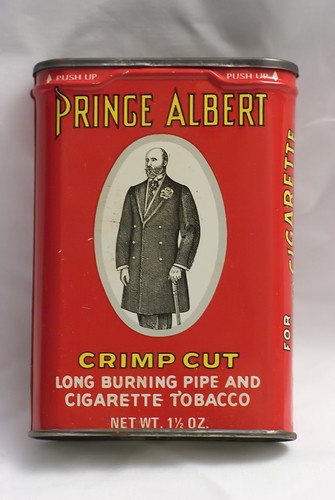 PUSH UP PUSH UP
PRINCE ALBERT
CRIMP CUT
LONG BURNING PIPE AND
CIGARETTE TOBACCO
NET WT. 1½ OZ.
FOR CIGARETTE